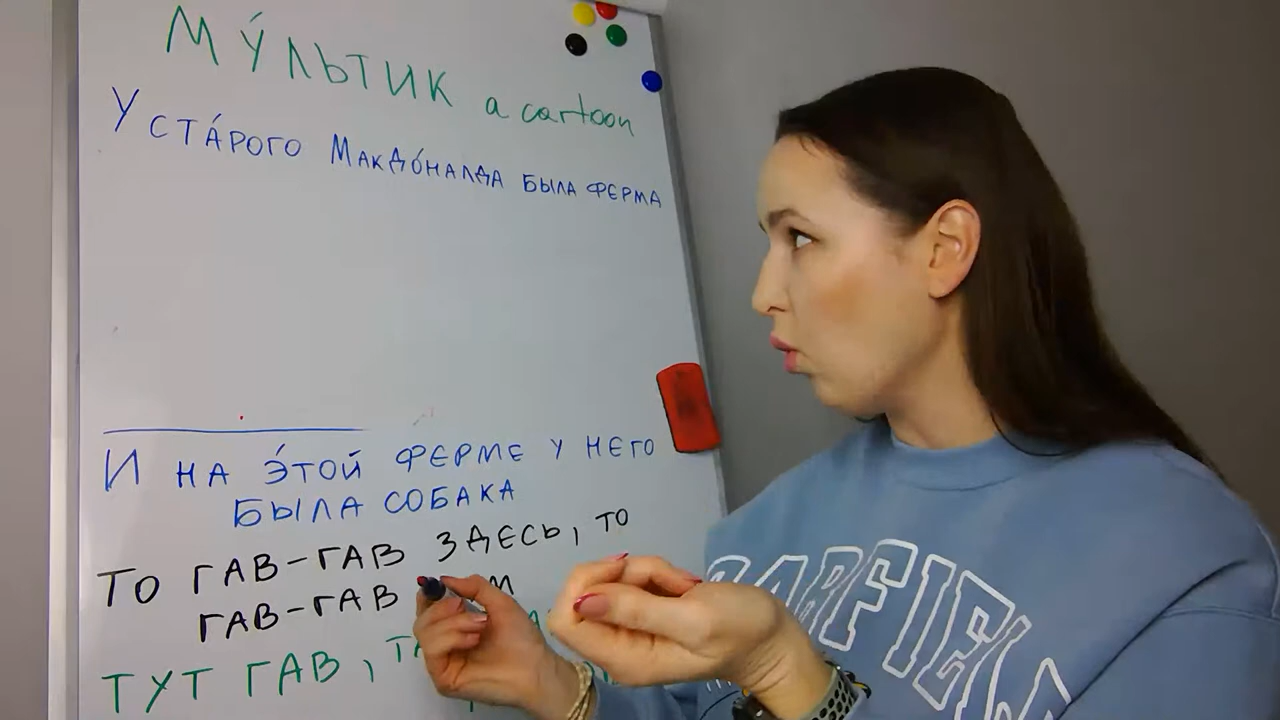 МУ́ЛЬТИК a cartoon
У СТА́РОГО МАКДО́НАЛДА БЫЛА ФЕРМА
И НА Э́ТОЙ ФЕРМЕ У НЕГО
БЫЛА СОБАКА
ТО ГАВ-ГАВ ЗДЕСЬ, ТО
ГАВ-ГАВ
ТУТ ГАВ,
GARFIEL